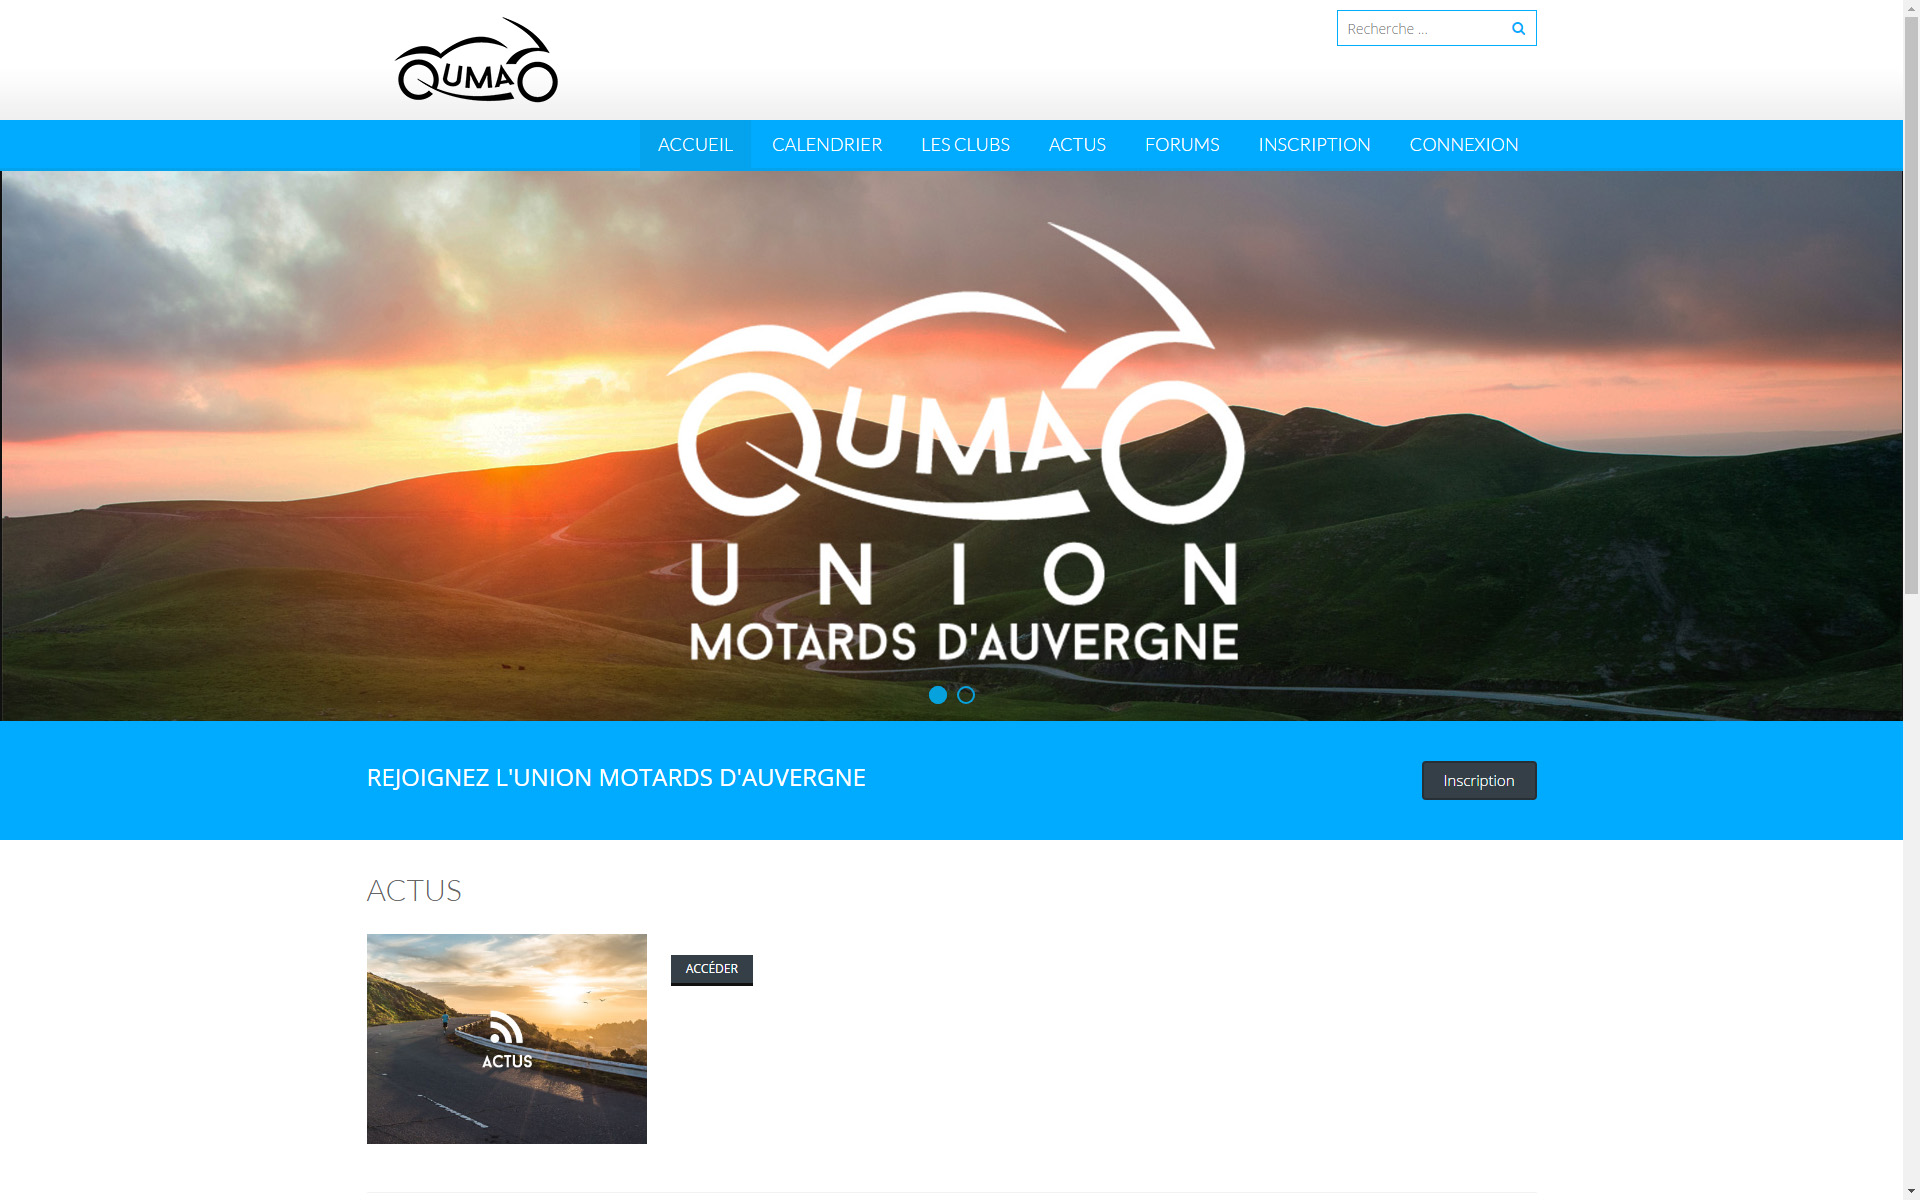 UMA
Recherche ...
ACCUEIL CALENDRIER LES CLUBS ACTUS FORUMS INSCRIPTION CONNEXION
UMA
UNION
MOTARDS D'AUVERGNE
REJOIGNEZ L'UNION MOTARDS D'AUVERGNE
Inscription
ACTUS
ACCÉDER
ACTUS